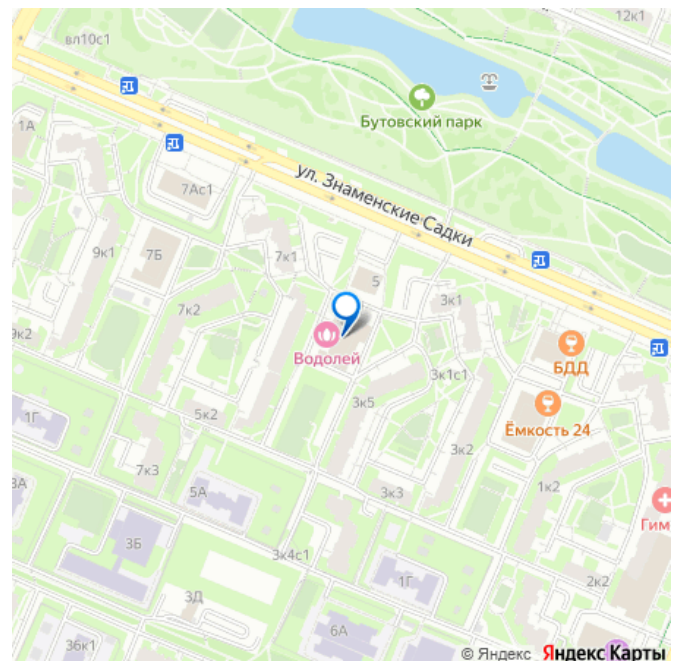 12к1
вл10с1
Бутовский парк
1А
ул. Знаменские Садки
7Ас1
9к1
7Б
7к1
5
7к2
3к1
9к2
Водолей
БДД
3к1с1
5к2
3к5
Ёмкость 24
1Г
3к2
7к3
1к2
3А
5А
3к3
Гим
3Б
3к4с1
1Г
2к2
3Д
6А
36к1
© Яндекс Яндекс Карты